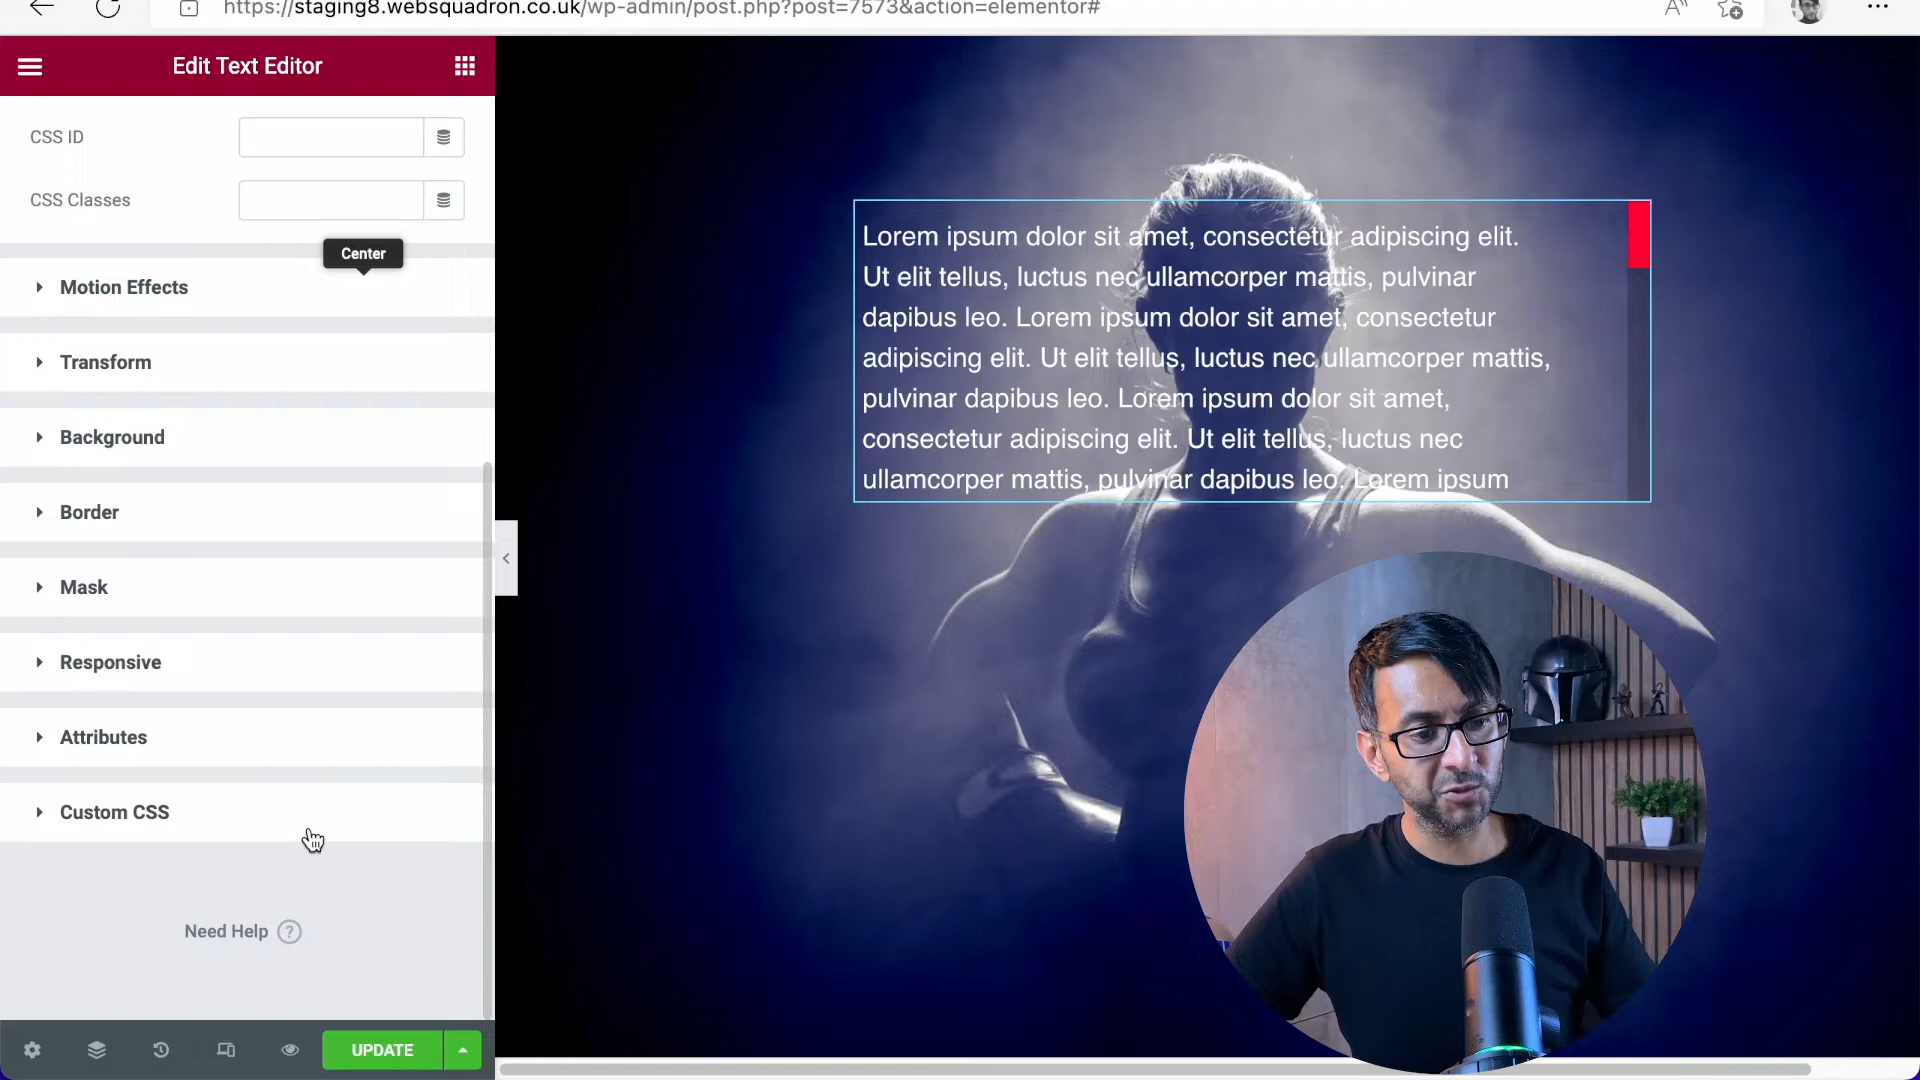 https://staging8.websquadron.co.uk/wp-admin/post.php?post=7573&action=elementor#
Edit Text Editor
CSS ID
CSS Classes
Center
Motion Effects
Transform
Background
Border
Mask
Responsive
Attributes
Custom CSS
Need Help ?
UPDATE
Lorem ipsum dolor sit amet, consectetur adipiscing elit.
Ut elit tellus, luctus nec ullamcorper mattis, pulvinar
dapibus leo. Lorem ipsum dolor sit amet, consectetur
adipiscing elit. Ut elit tellus, luctus nec ullamcorper mattis,
pulvinar dapibus leo. Lorem ipsum dolor sit amet,
consectetur adipiscing elit. Ut elit tellus, luctus nec
ullamcorper mattis, pulvinar dapibus leo. Lorem ipsum